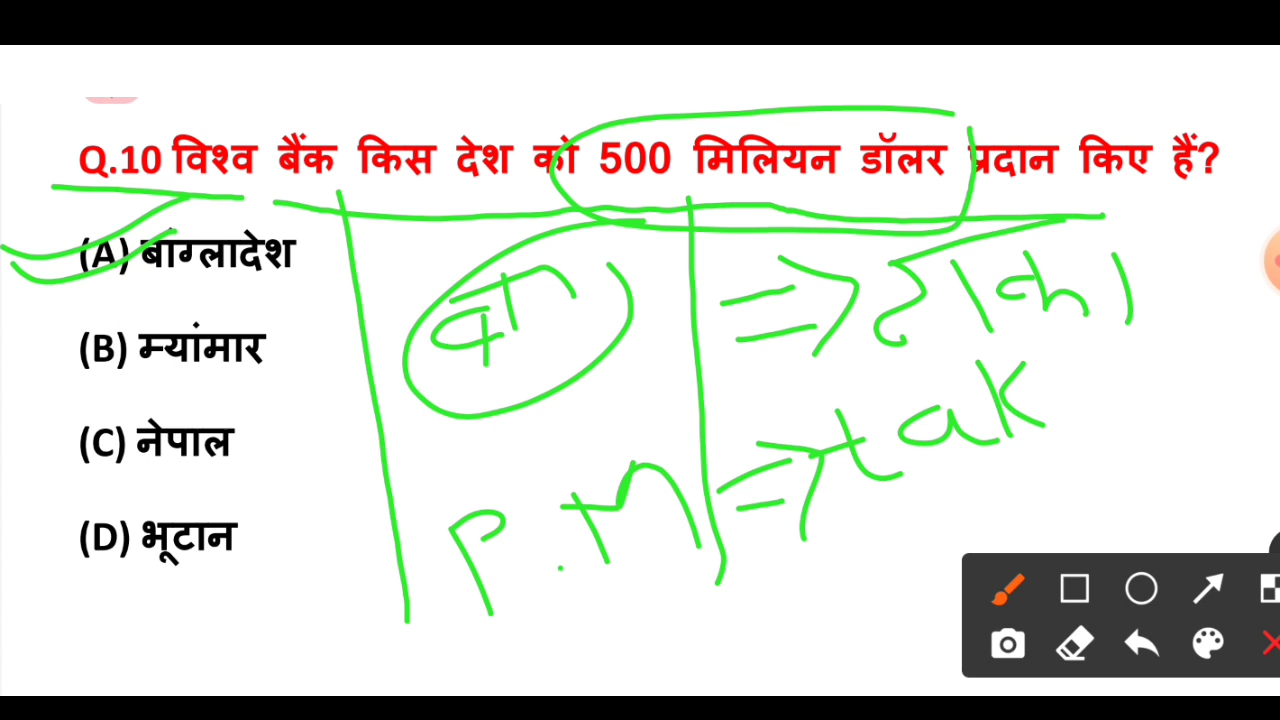 Q.10 विश्व बैंक किस देश को 500 मिलियन डॉलर प्रदान किए हैं?
(A) बांग्लादेश
(B) म्यांमार
(C) नेपाल
(D) भूटान
P.M
tak